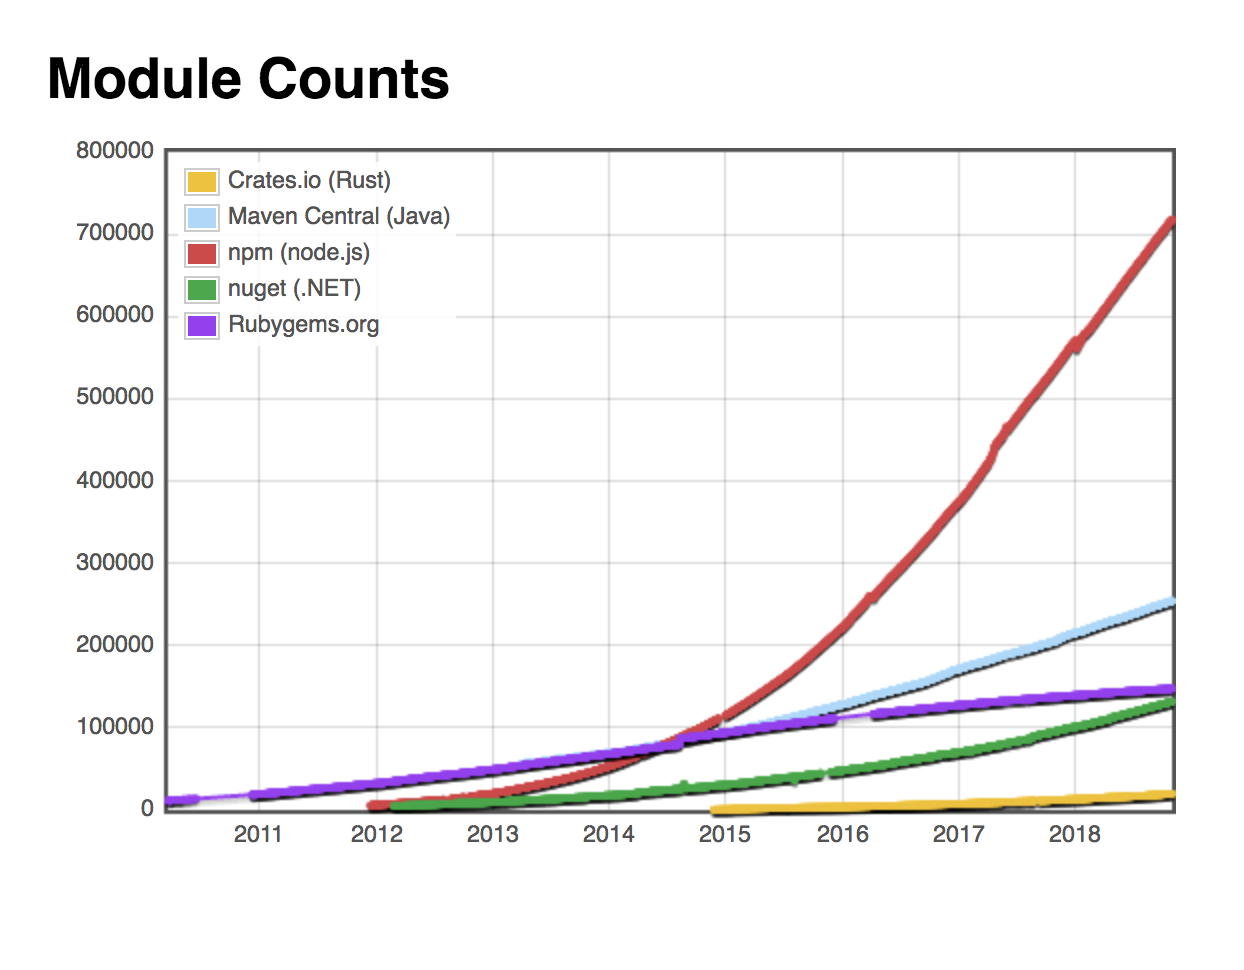 Module Counts
800000
700000
600000
500000
400000
300000
200000
100000
0
Crates.io (Rust)
Maven Central (Java)
npm (node.js)
nuget (.NET)
Rubygems.org
2011 2012 2013 2014 2015 2016 2017 2018